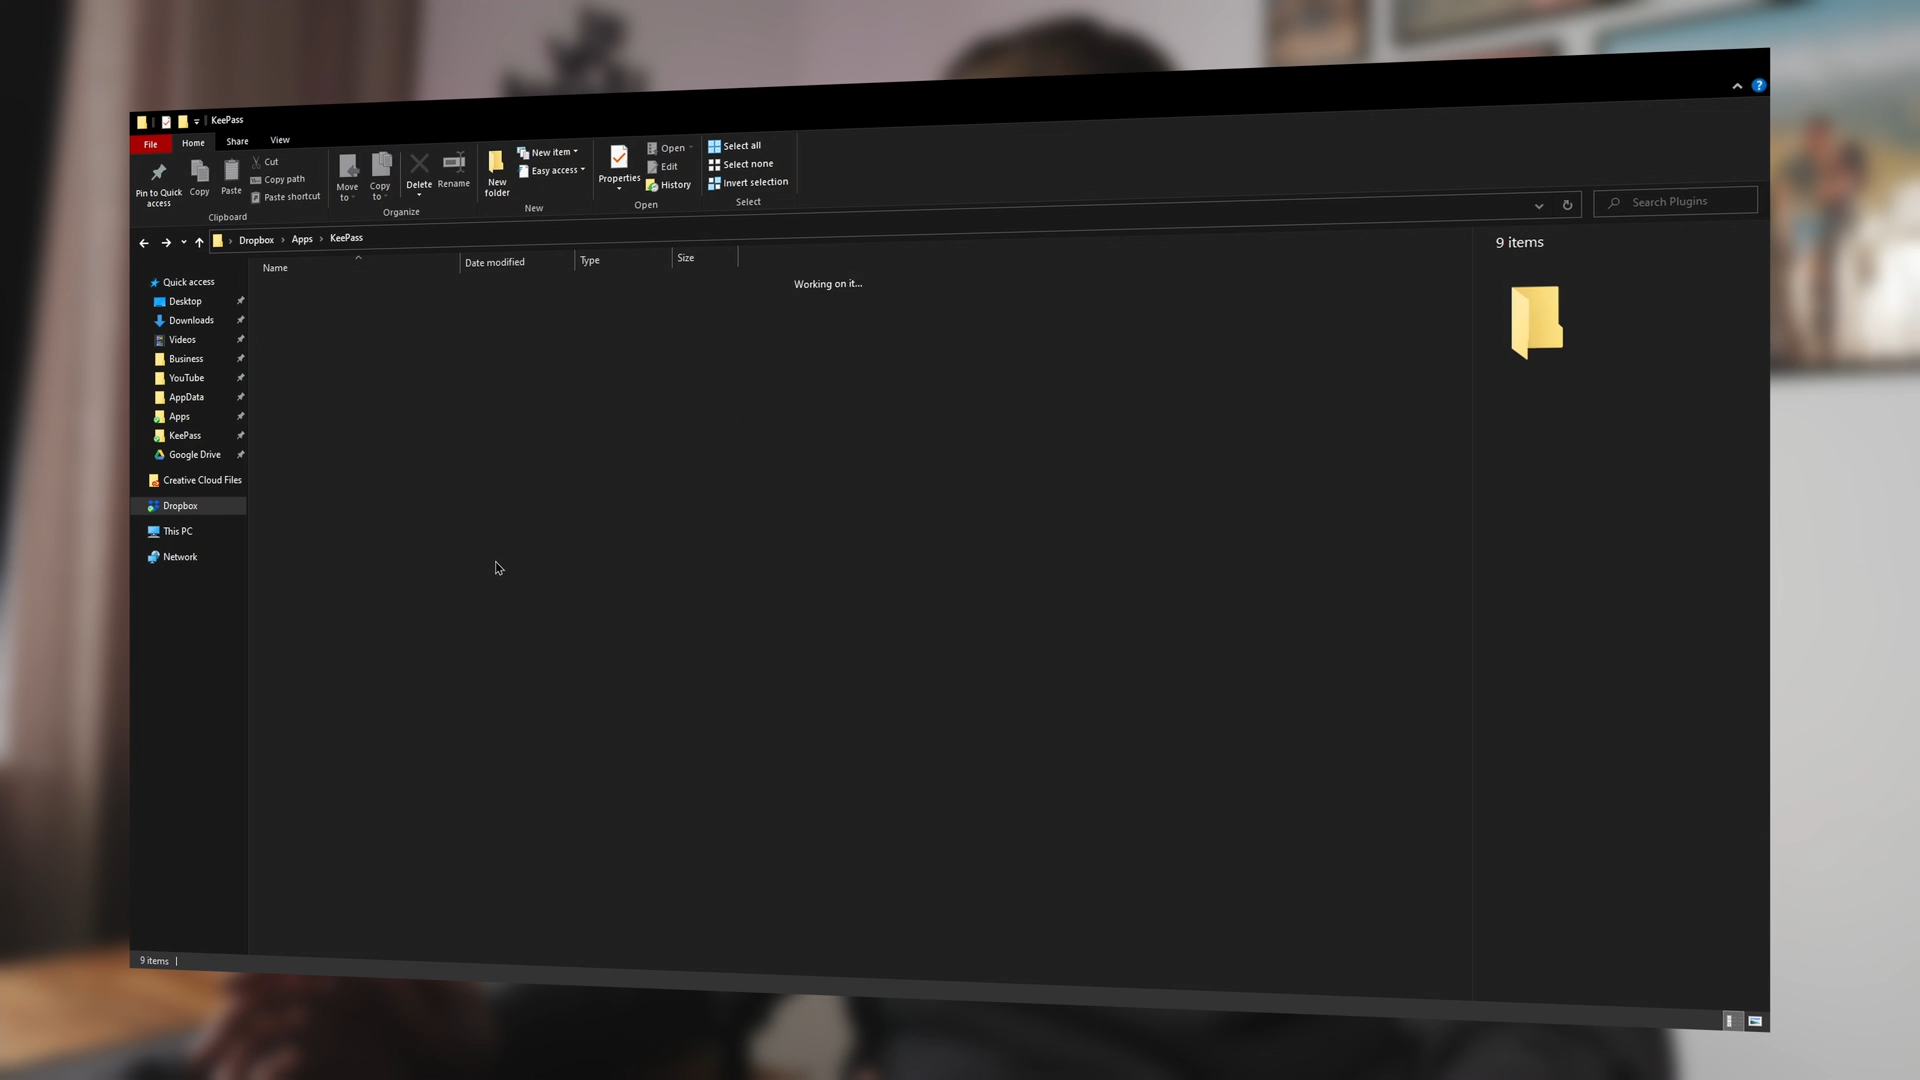 KeePass
File Home Share View
Pin to Quick access
Copy
Paste
Cut
Copy path
Paste shortcut
Clipboard
Move to
Copy to
Delete
Rename
Organize
New folder
New item
Easy access
New
Properties
Open
Edit
History
Open
Select all
Select none
Invert selection
Select
Dropbox › Apps › KeePass
Search Plugins
Name Date modified Type Size
Working on it...
9 items
Quick access
Desktop
Downloads
Videos
Business
YouTube
AppData
Apps
KeePass
Google Drive
Creative Cloud Files
Dropbox
This PC
Network
9 items